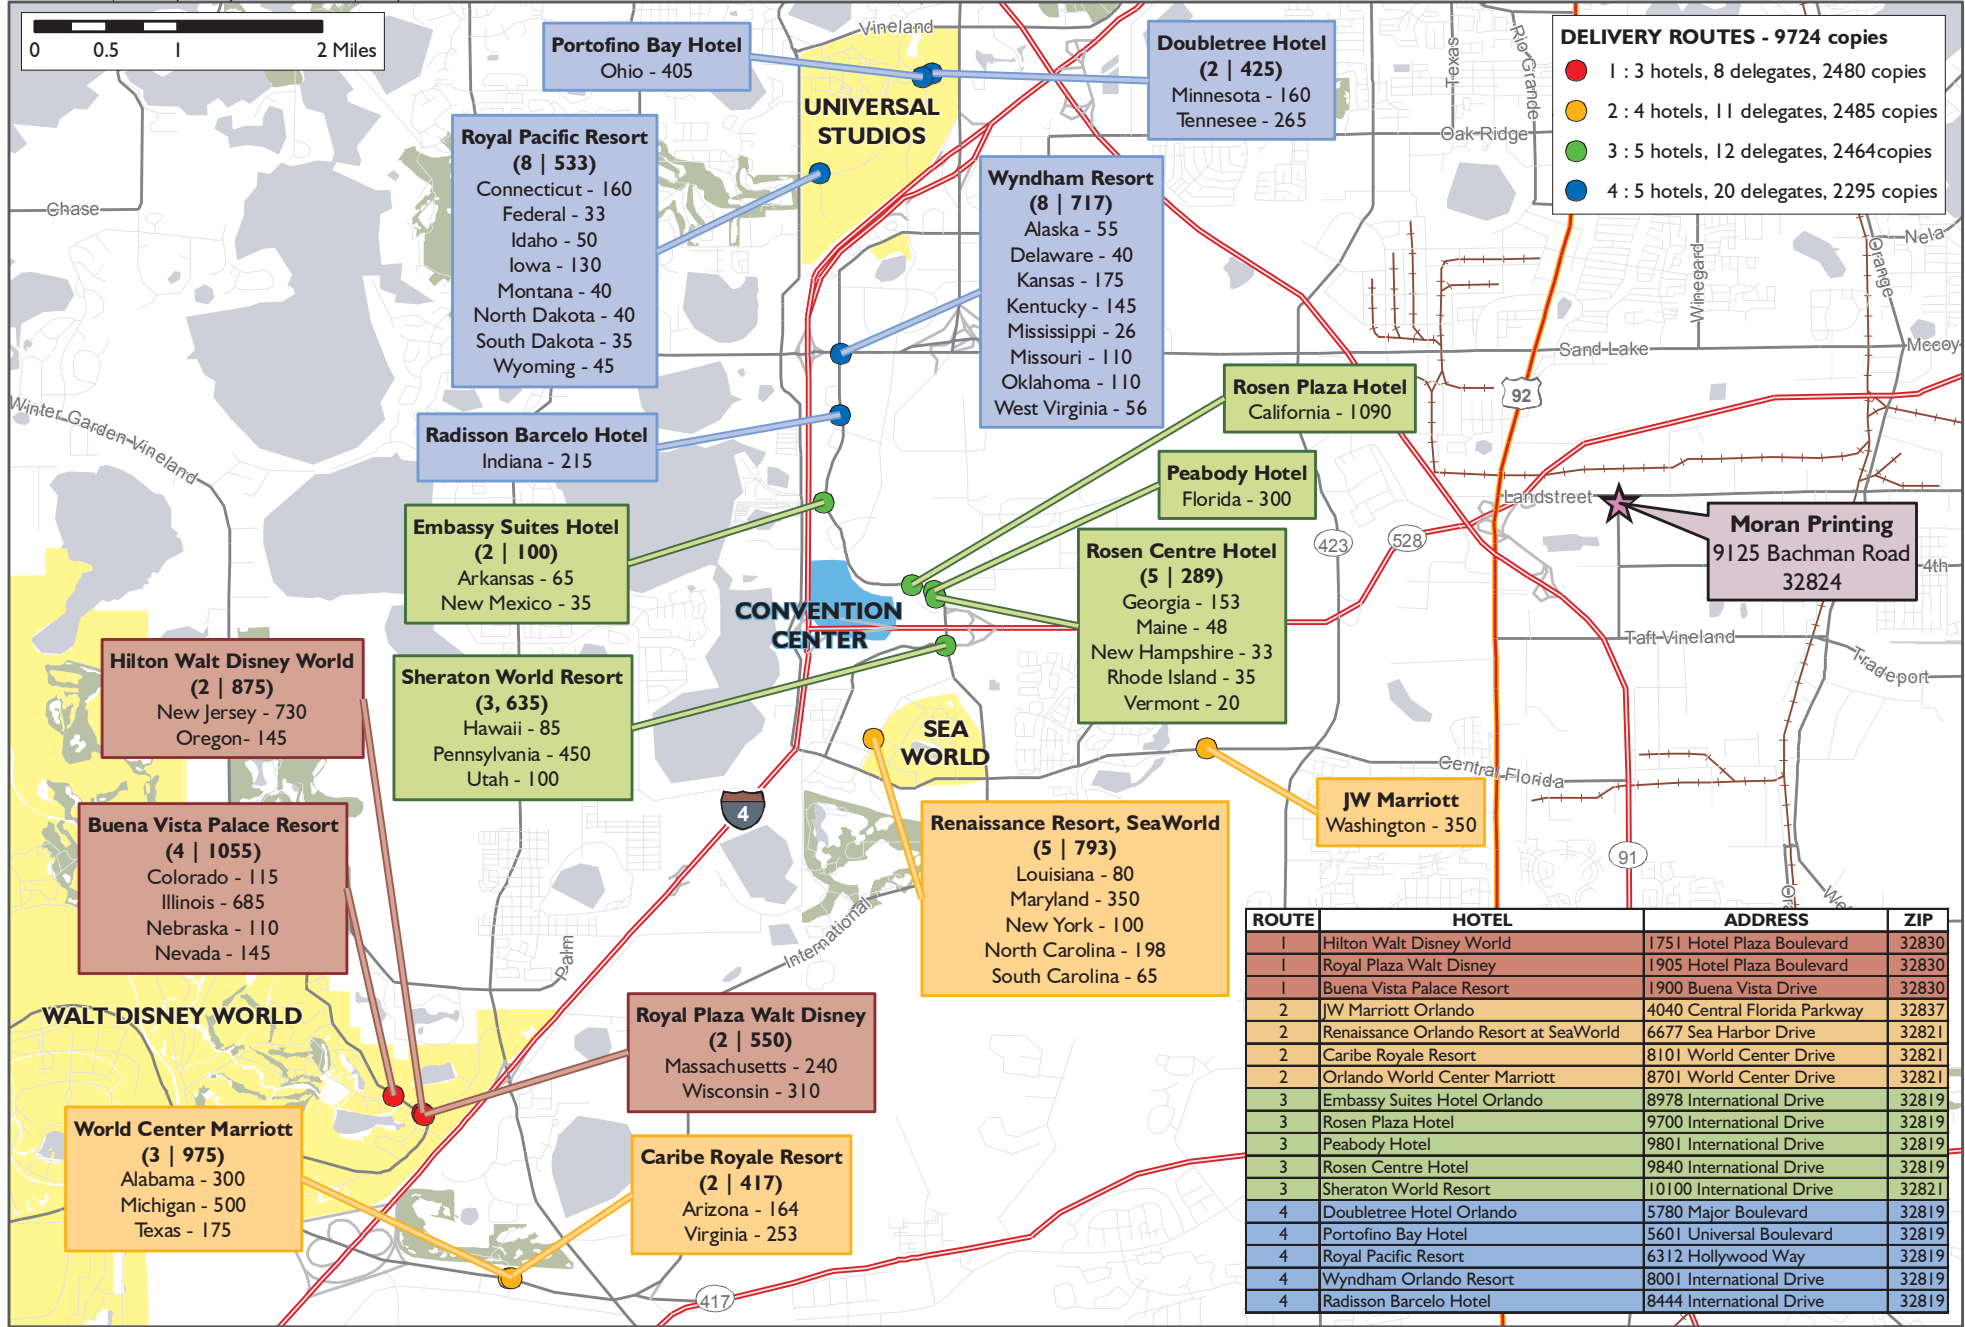 0 0.5 1 2 Miles
Portofino Bay Hotel
Ohio - 405
Vineland
Doubletree Hotel
(2 | 425)
Minnesota - 160
Tennesee - 265
Texas
Rio Grande
Oak Ridge
DELIVERY ROUTES - 9724 copies
1 : 3 hotels, 8 delegates, 2480 copies
2 : 4 hotels, 11 delegates, 2485 copies
3 : 5 hotels, 12 delegates, 2464copies
4 : 5 hotels, 20 delegates, 2295 copies
UNIVERSAL
STUDIOS
Royal Pacific Resort
(8 | 533)
Connecticut - 160
Federal - 33
Idaho - 50
Iowa - 130
Montana - 40
North Dakota - 40
South Dakota - 35
Wyoming - 45
Wyndham Resort
(8 | 717)
Alaska - 55
Delaware - 40
Kansas - 175
Kentucky - 145
Mississippi - 26
Missouri - 110
Oklahoma - 110
West Virginia - 56
Chase
Winegard
Orange
Nela
Sand Lake
Mccoy
Winter Garden-Vineland
Radisson Barcelo Hotel
Indiana - 215
Rosen Plaza Hotel
California - 1090
92
Peabody Hotel
Florida - 300
Landstreet
Embassy Suites Hotel
(2 | 100)
Arkansas - 65
New Mexico - 35
Moran Printing
9125 Bachman Road
32824
4th
423
528
Rosen Centre Hotel
(5 | 289)
Georgia - 153
Maine - 48
New Hampshire - 33
Rhode Island - 35
Vermont - 20
CONVENTION
CENTER
Taft-Vineland
Tradeport
Hilton Walt Disney World
(2 | 875)
New Jersey - 730
Oregon- 145
Sheraton World Resort
(3, 635)
Hawaii - 85
Pennsylvania - 450
Utah - 100
SEA
WORLD
Central Florida
JW Marriott
Washington - 350
4
91
Buena Vista Palace Resort
(4 | 1055)
Colorado - 115
Illinois - 685
Nebraska - 110
Nevada - 145
Renaissance Resort, SeaWorld
(5 | 793)
Louisiana - 80
Maryland - 350
New York - 100
North Carolina - 198
South Carolina - 65
International
Palm
WALT DISNEY WORLD
Royal Plaza Walt Disney
(2 | 550)
Massachusetts - 240
Wisconsin - 310
World Center Marriott
(3 | 975)
Alabama - 300
Michigan - 500
Texas - 175
Caribe Royale Resort
(2 | 417)
Arizona - 164
Virginia - 253
417
ROUTE HOTEL ADDRESS ZIP
1 Hilton Walt Disney World 1751 Hotel Plaza Boulevard 32830
1 Royal Plaza Walt Disney 1905 Hotel Plaza Boulevard 32830
1 Buena Vista Palace Resort 1900 Buena Vista Drive 32830
2 JW Marriott Orlando 4040 Central Florida Parkway 32837
2 Renaissance Orlando Resort at SeaWorld 6677 Sea Harbor Drive 32821
2 Caribe Royale Resort 8101 World Center Drive 32821
2 Orlando World Center Marriott 8701 World Center Drive 32821
3 Embassy Suites Hotel Orlando 8978 International Drive 32819
3 Rosen Plaza Hotel 9700 International Drive 32819
3 Peabody Hotel 9801 International Drive 32819
3 Rosen Centre Hotel 9840 International Drive 32819
3 Sheraton World Resort 10100 International Drive 32821
4 Doubletree Hotel Orlando 5780 Major Boulevard 32819
4 Portofino Bay Hotel 5601 Universal Boulevard 32819
4 Royal Pacific Resort 6312 Hollywood Way 32819
4 Wyndham Orlando Resort 8001 International Drive 32819
4 Radisson Barcelo Hotel 8444 International Drive 32819